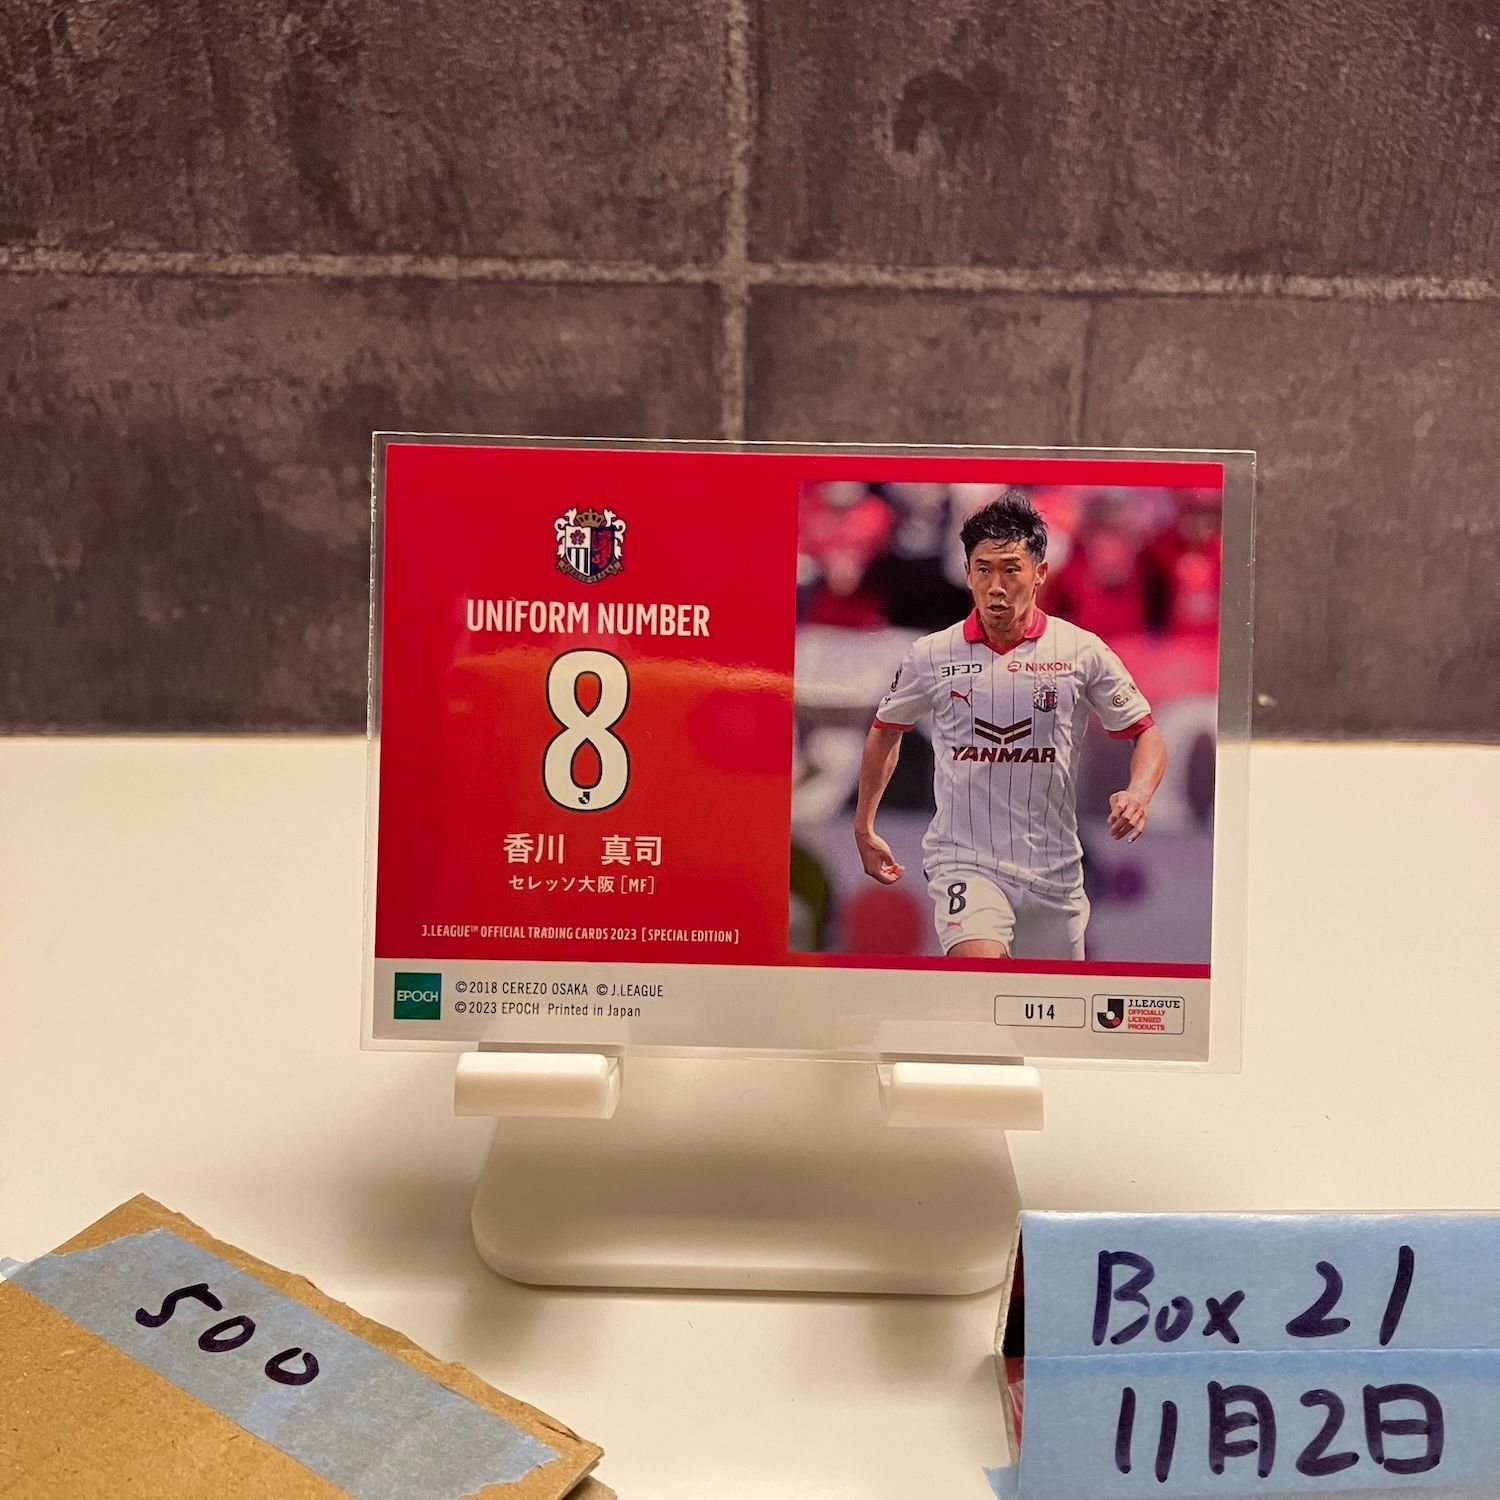 UNIFORM NUMBER
8
香川 真司
セレッソ大阪[MF]
J.LEAGUE™ OFFICIAL TRADING CARDS 2023 [SPECIAL EDITION]
EPOCH
©2018 CEREZO OSAKA ©J.LEAGUE
©2023 EPOCH Printed in Japan
U14
J.LEAGUE
OFFICIALLY
LICENSED
PRODUCTS
ヨドコウ
NIKKON
YANMAR
8
500
Box 21
11月2日